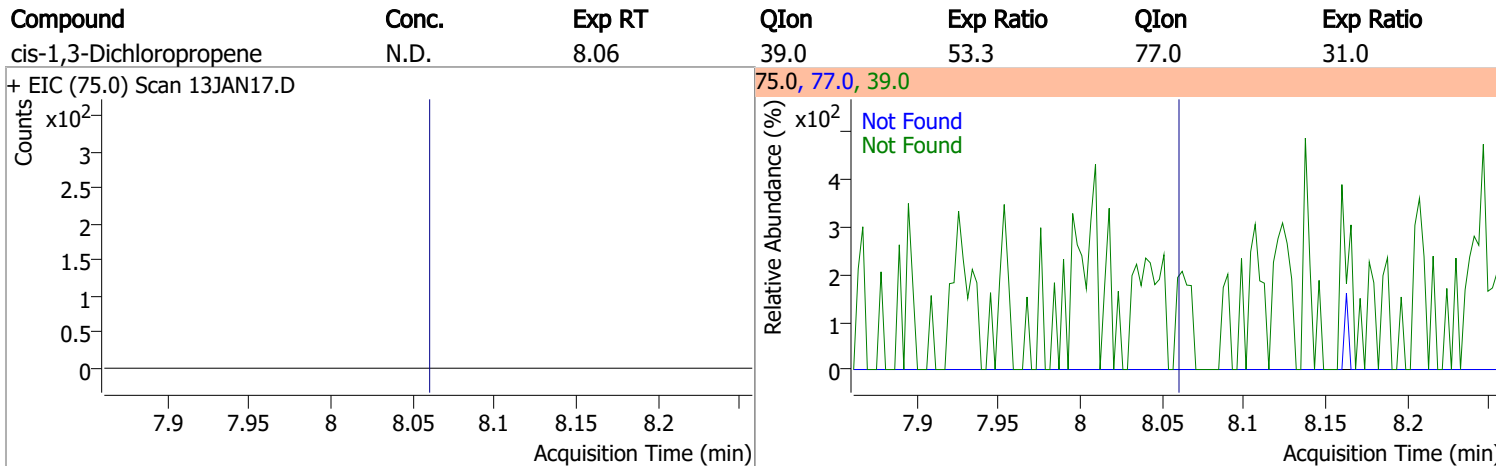 Compound Conc. Exp RT QIon Exp Ratio QIon Exp Ratio
cis-1,3-Dichloropropene N.D. 8.06 39.0 53.3 77.0 31.0
+ EIC (75.0) Scan 13JAN17.D
Counts
x10²
3
2.5
2
1.5
1
0.5
0
7.9 7.95 8 8.05 8.1 8.15 8.2
Acquisition Time (min)
75.0, 77.0, 39.0
Relative Abundance (%)
x10²
Not Found
Not Found
4
3
2
1
0
7.9 7.95 8 8.05 8.1 8.15 8.2
Acquisition Time (min)